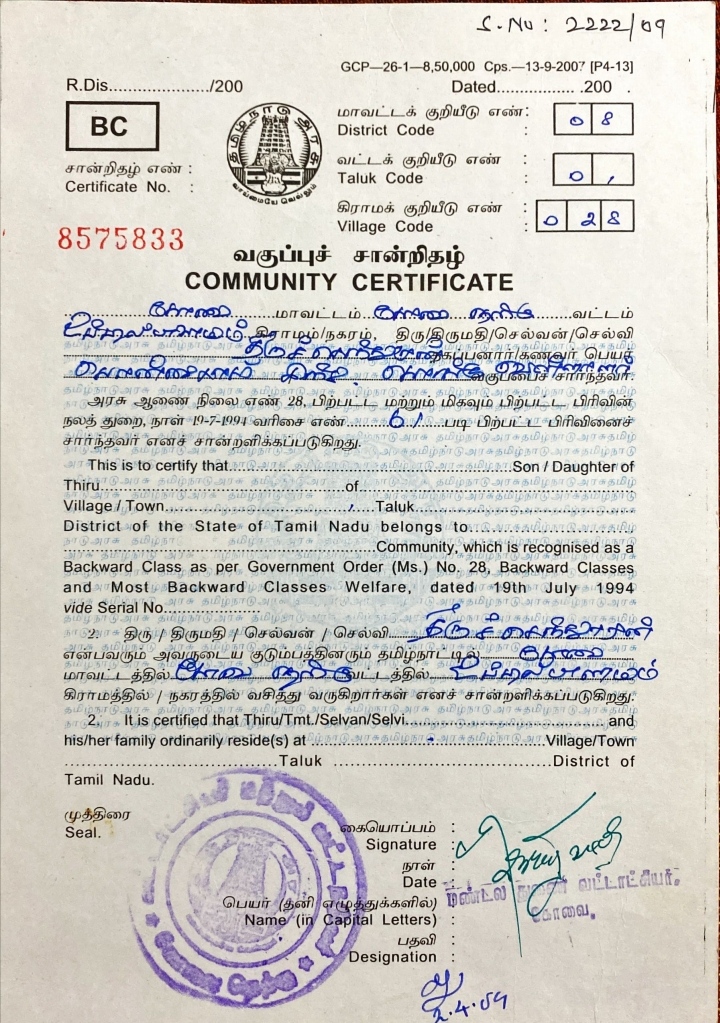 S.No: 2222/09
GCP—26-1—8,50,000 Cps.—13-9-2007 [P4-13]
R.Dis......................./200 Dated................. .200 .
BC
தமிழ்நாடு அரசு
வாய்மையே வெல்லும்
மாவட்டக் குறியீடு எண் :
District Code : 08
வட்டக் குறியீடு எண் :
Taluk Code : 01
கிராமக் குறியீடு எண் :
Village Code : 028
சான்றிதழ் எண் :
Certificate No. :
8575833
வகுப்புச் சான்றிதழ்
COMMUNITY CERTIFICATE
கோவை மாவட்டம் கோவை தெற்கு வட்டம்
கிராமம்/நகரம், திரு/திருமதி/செல்வன்/செல்வி
தகப்பனார்/கணவர் பெயர்
வகுப்பைச் சார்ந்தவர்.
அரசு ஆணை நிலை எண் 28, பிற்பட்ட மற்றும் மிகவும் பிற்பட்ட பிரிவின்
நலத் துறை, நாள் 19-7-1994 வரிசை எண்......61....படி பிற்பட்ட பிரிவினைச்
சார்ந்தவர் எனச் சான்றளிக்கப்படுகிறது.
This is to certify that.............................................Son / Daughter of
Thiru.......................................of..................................................
Village / Town.................................Taluk.......................................
District of the State of Tamil Nadu belongs to..............................
..................................................Community, which is recognised as a
Backward Class as per Government Order (Ms.) No. 28, Backward Classes
and Most Backward Classes Welfare, dated 19th July 1994
vide Serial No....................
2. திரு / திருமதி / செல்வன் / செல்வி
என்பவரும் அவருடைய குடும்பத்தினரும் தமிழ்நாட்டில் கோவை
மாவட்டத்தில் கோவை தெற்கு வட்டத்தில்
கிராமத்தில் / நகரத்தில் வசித்து வருகிறார்கள் எனச் சான்றளிக்கப்படுகிறது.
2. It is certified that Thiru/Tmt./Selvan/Selvi................................ and
his/her family ordinarily reside(s) at ......................................Village/Town
......................................Taluk ....................................District of
Tamil Nadu.
முத்திரை
Seal.
கையொப்பம் :
Signature :
நாள் :
Date :
மண்டல துணை வட்டாட்சியர்.
கோவை.
பெயர் (தனி எழுத்துக்களில்) :
Name (in Capital Letters) :
பதவி :
Designation :
2.4.09